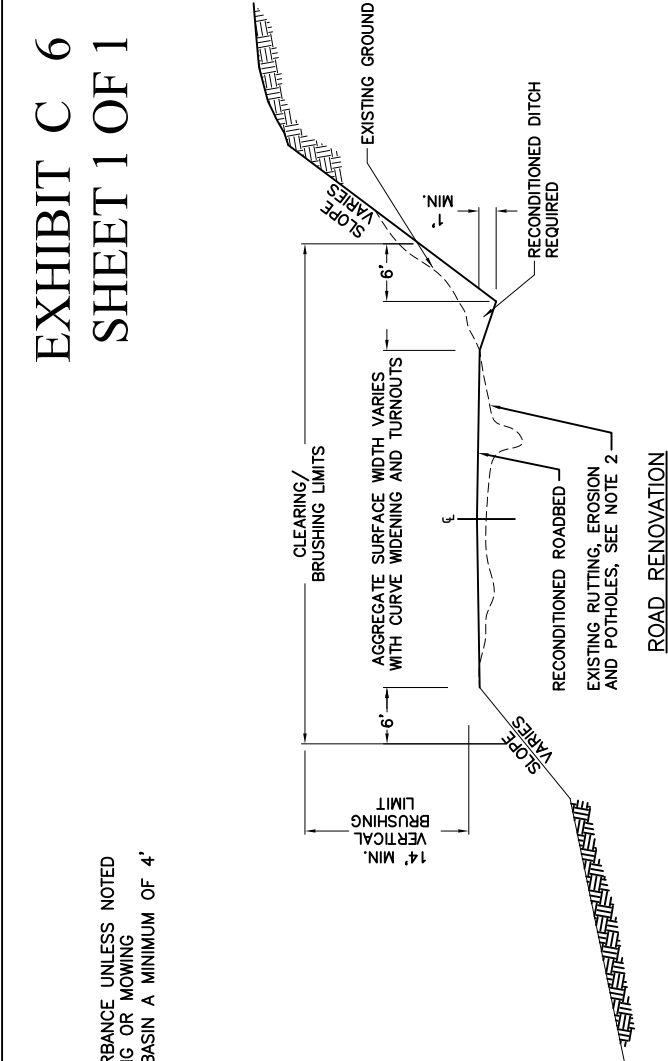 EXHIBIT C 6
SHEET 1 OF 1
RBANCE UNLESS NOTED
G OR MOWING
BASIN A MINIMUM OF 4'
CLEARING/
BRUSHING LIMITS
14' MIN.
VERTICAL
BRUSHING
LIMIT
6'
AGGREGATE SURFACE WIDTH VARIES
WITH CURVE WIDENING AND TURNOUTS
6'
SLOPE
VARIES
1'
MIN.
EXISTING GROUND
℄
SLOPE
VARIES
RECONDITIONED DITCH
REQUIRED
RECONDITIONED ROADBED
EXISTING RUTTING, EROSION
AND POTHOLES, SEE NOTE 2
ROAD RENOVATION